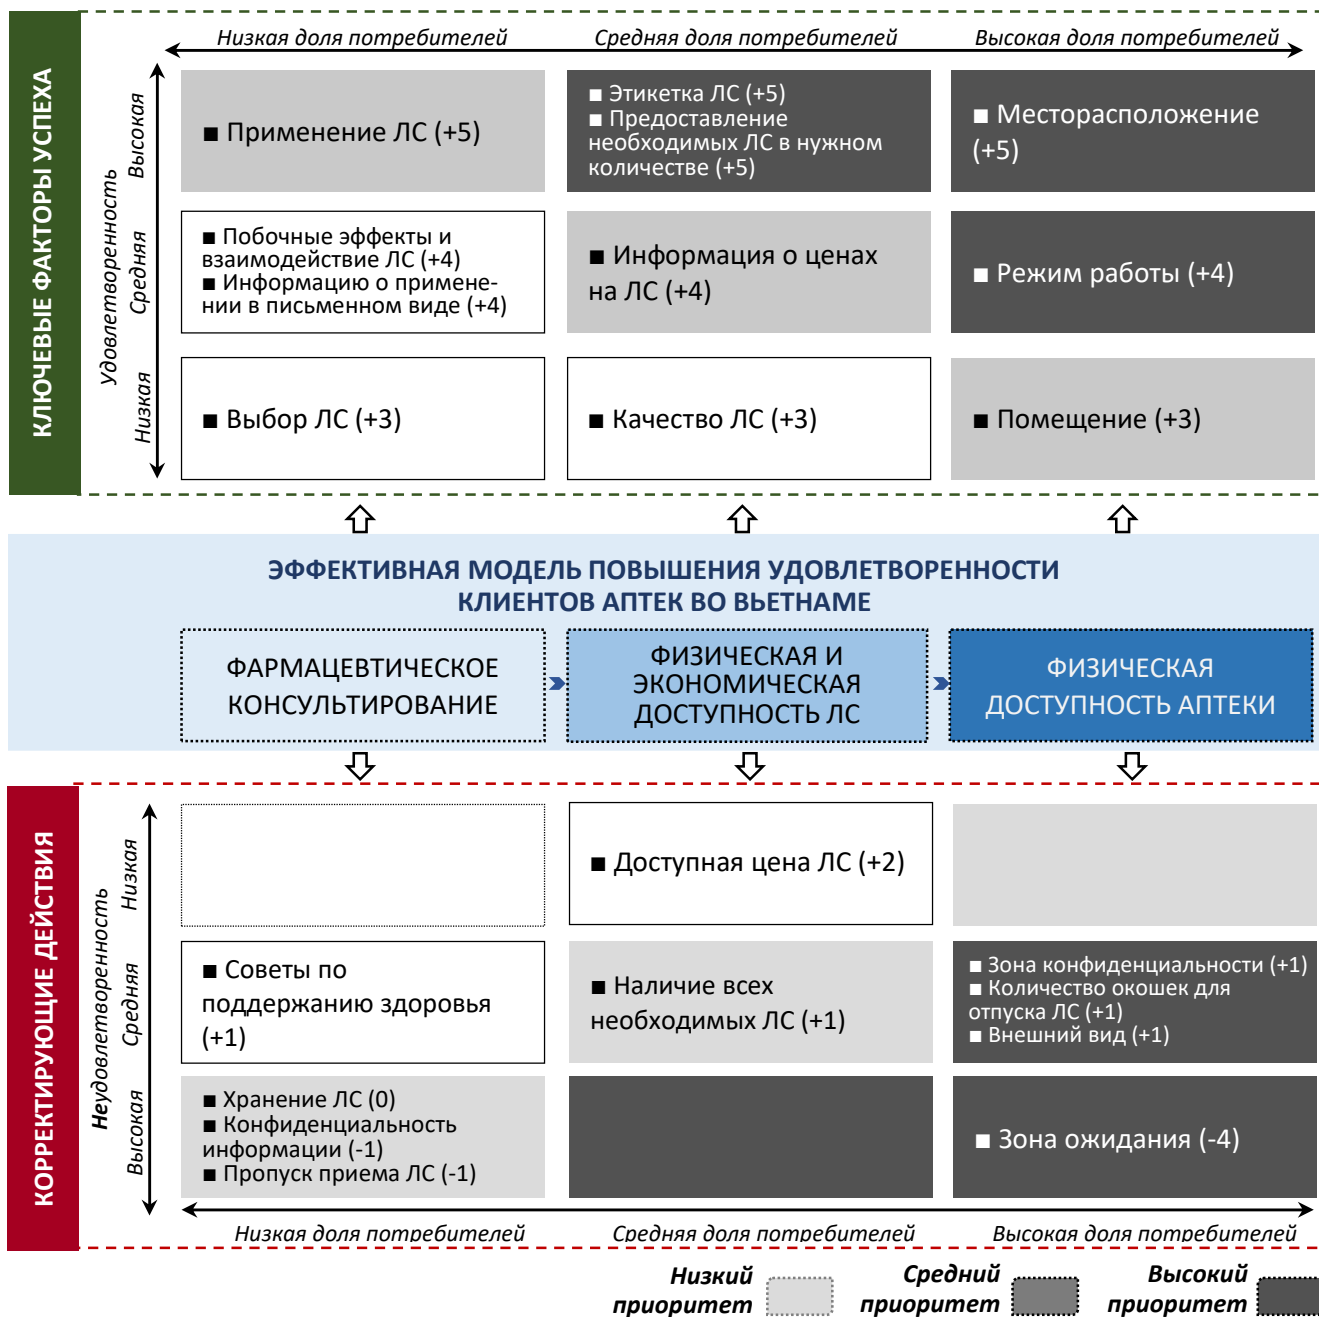 КЛЮЧЕВЫЕ ФАКТОРЫ УСПЕХА
Низкая доля потребителей
Средняя доля потребителей
Высокая доля потребителей
Удовлетворенность
Высокая
Средняя
Низкая
■ Применение ЛС (+5)
■ Этикетка ЛС (+5)
■ Предоставление
необходимых ЛС в нужном
количестве (+5)
■ Месторасположение
(+5)
■ Побочные эффекты и
взаимодействие ЛС (+4)
■ Информацию о примене-
нии в письменном виде (+4)
■ Информация о ценах
на ЛС (+4)
■ Режим работы (+4)
■ Выбор ЛС (+3)
■ Качество ЛС (+3)
■ Помещение (+3)
ЭФФЕКТИВНАЯ МОДЕЛЬ ПОВЫШЕНИЯ УДОВЛЕТВОРЕННОСТИ
КЛИЕНТОВ АПТЕК ВО ВЬЕТНАМЕ
ФАРМАЦЕВТИЧЕСКОЕ
КОНСУЛЬТИРОВАНИЕ
ФИЗИЧЕСКАЯ И
ЭКОНОМИЧЕСКАЯ
ДОСТУПНОСТЬ ЛС
ФИЗИЧЕСКАЯ
ДОСТУПНОСТЬ АПТЕКИ
КОРРЕКТИРУЮЩИЕ ДЕЙСТВИЯ
Неудовлетворенность
Низкая
Средняя
Высокая
■ Доступная цена ЛС (+2)
■ Советы по
поддержанию здоровья
(+1)
■ Наличие всех
необходимых ЛС (+1)
■ Зона конфиденциальности (+1)
■ Количество окошек для
отпуска ЛС (+1)
■ Внешний вид (+1)
■ Хранение ЛС (0)
■ Конфиденциальность
информации (-1)
■ Пропуск приема ЛС (-1)
■ Зона ожидания (-4)
Низкая доля потребителей
Средняя доля потребителей
Высокая доля потребителей
Низкий
приоритет
Средний
приоритет
Высокий
приоритет